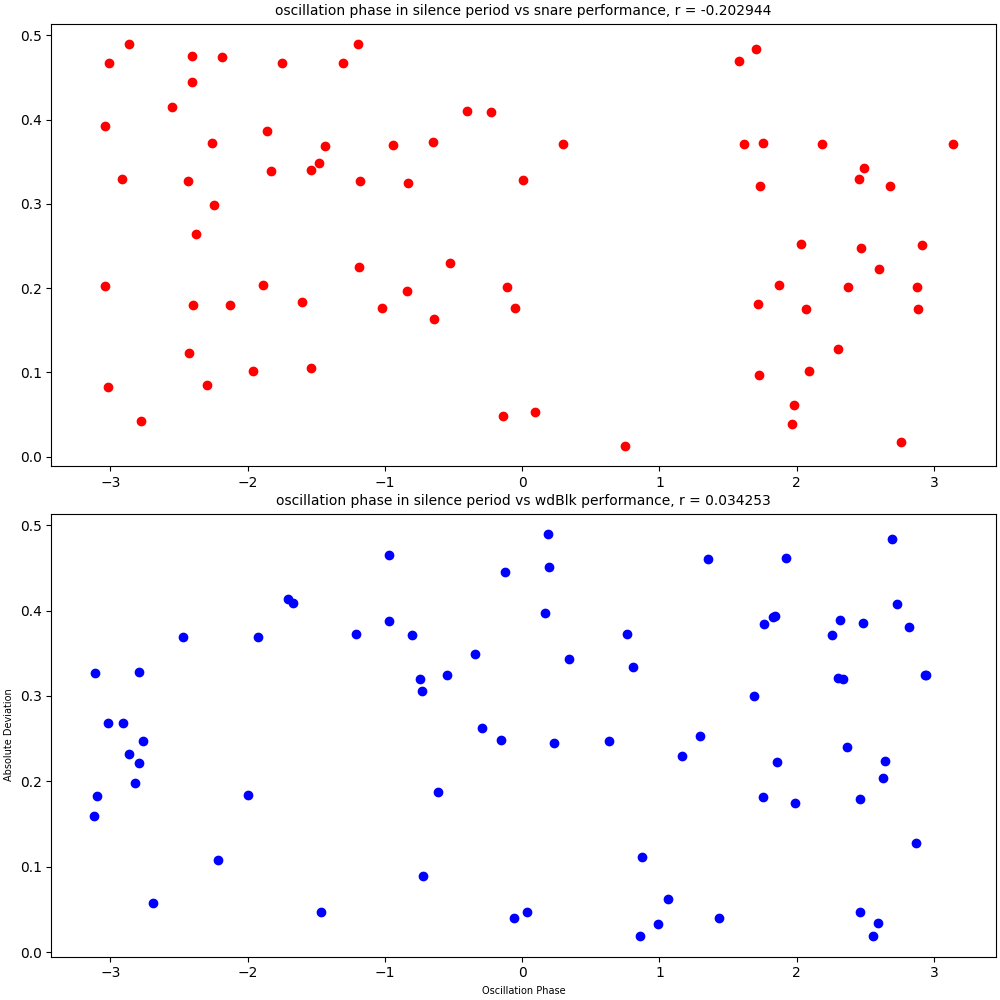 oscillation phase in silence period vs snare performance, r = -0.202944
0.5
0.4
0.3
0.2
0.1
0.0
−3 −2 −1 0 1 2 3
oscillation phase in silence period vs wdBlk performance, r = 0.034253
0.5
0.4
0.3
0.2
0.1
0.0
Absolute Deviation
−3 −2 −1 0 1 2 3
Oscillation Phase